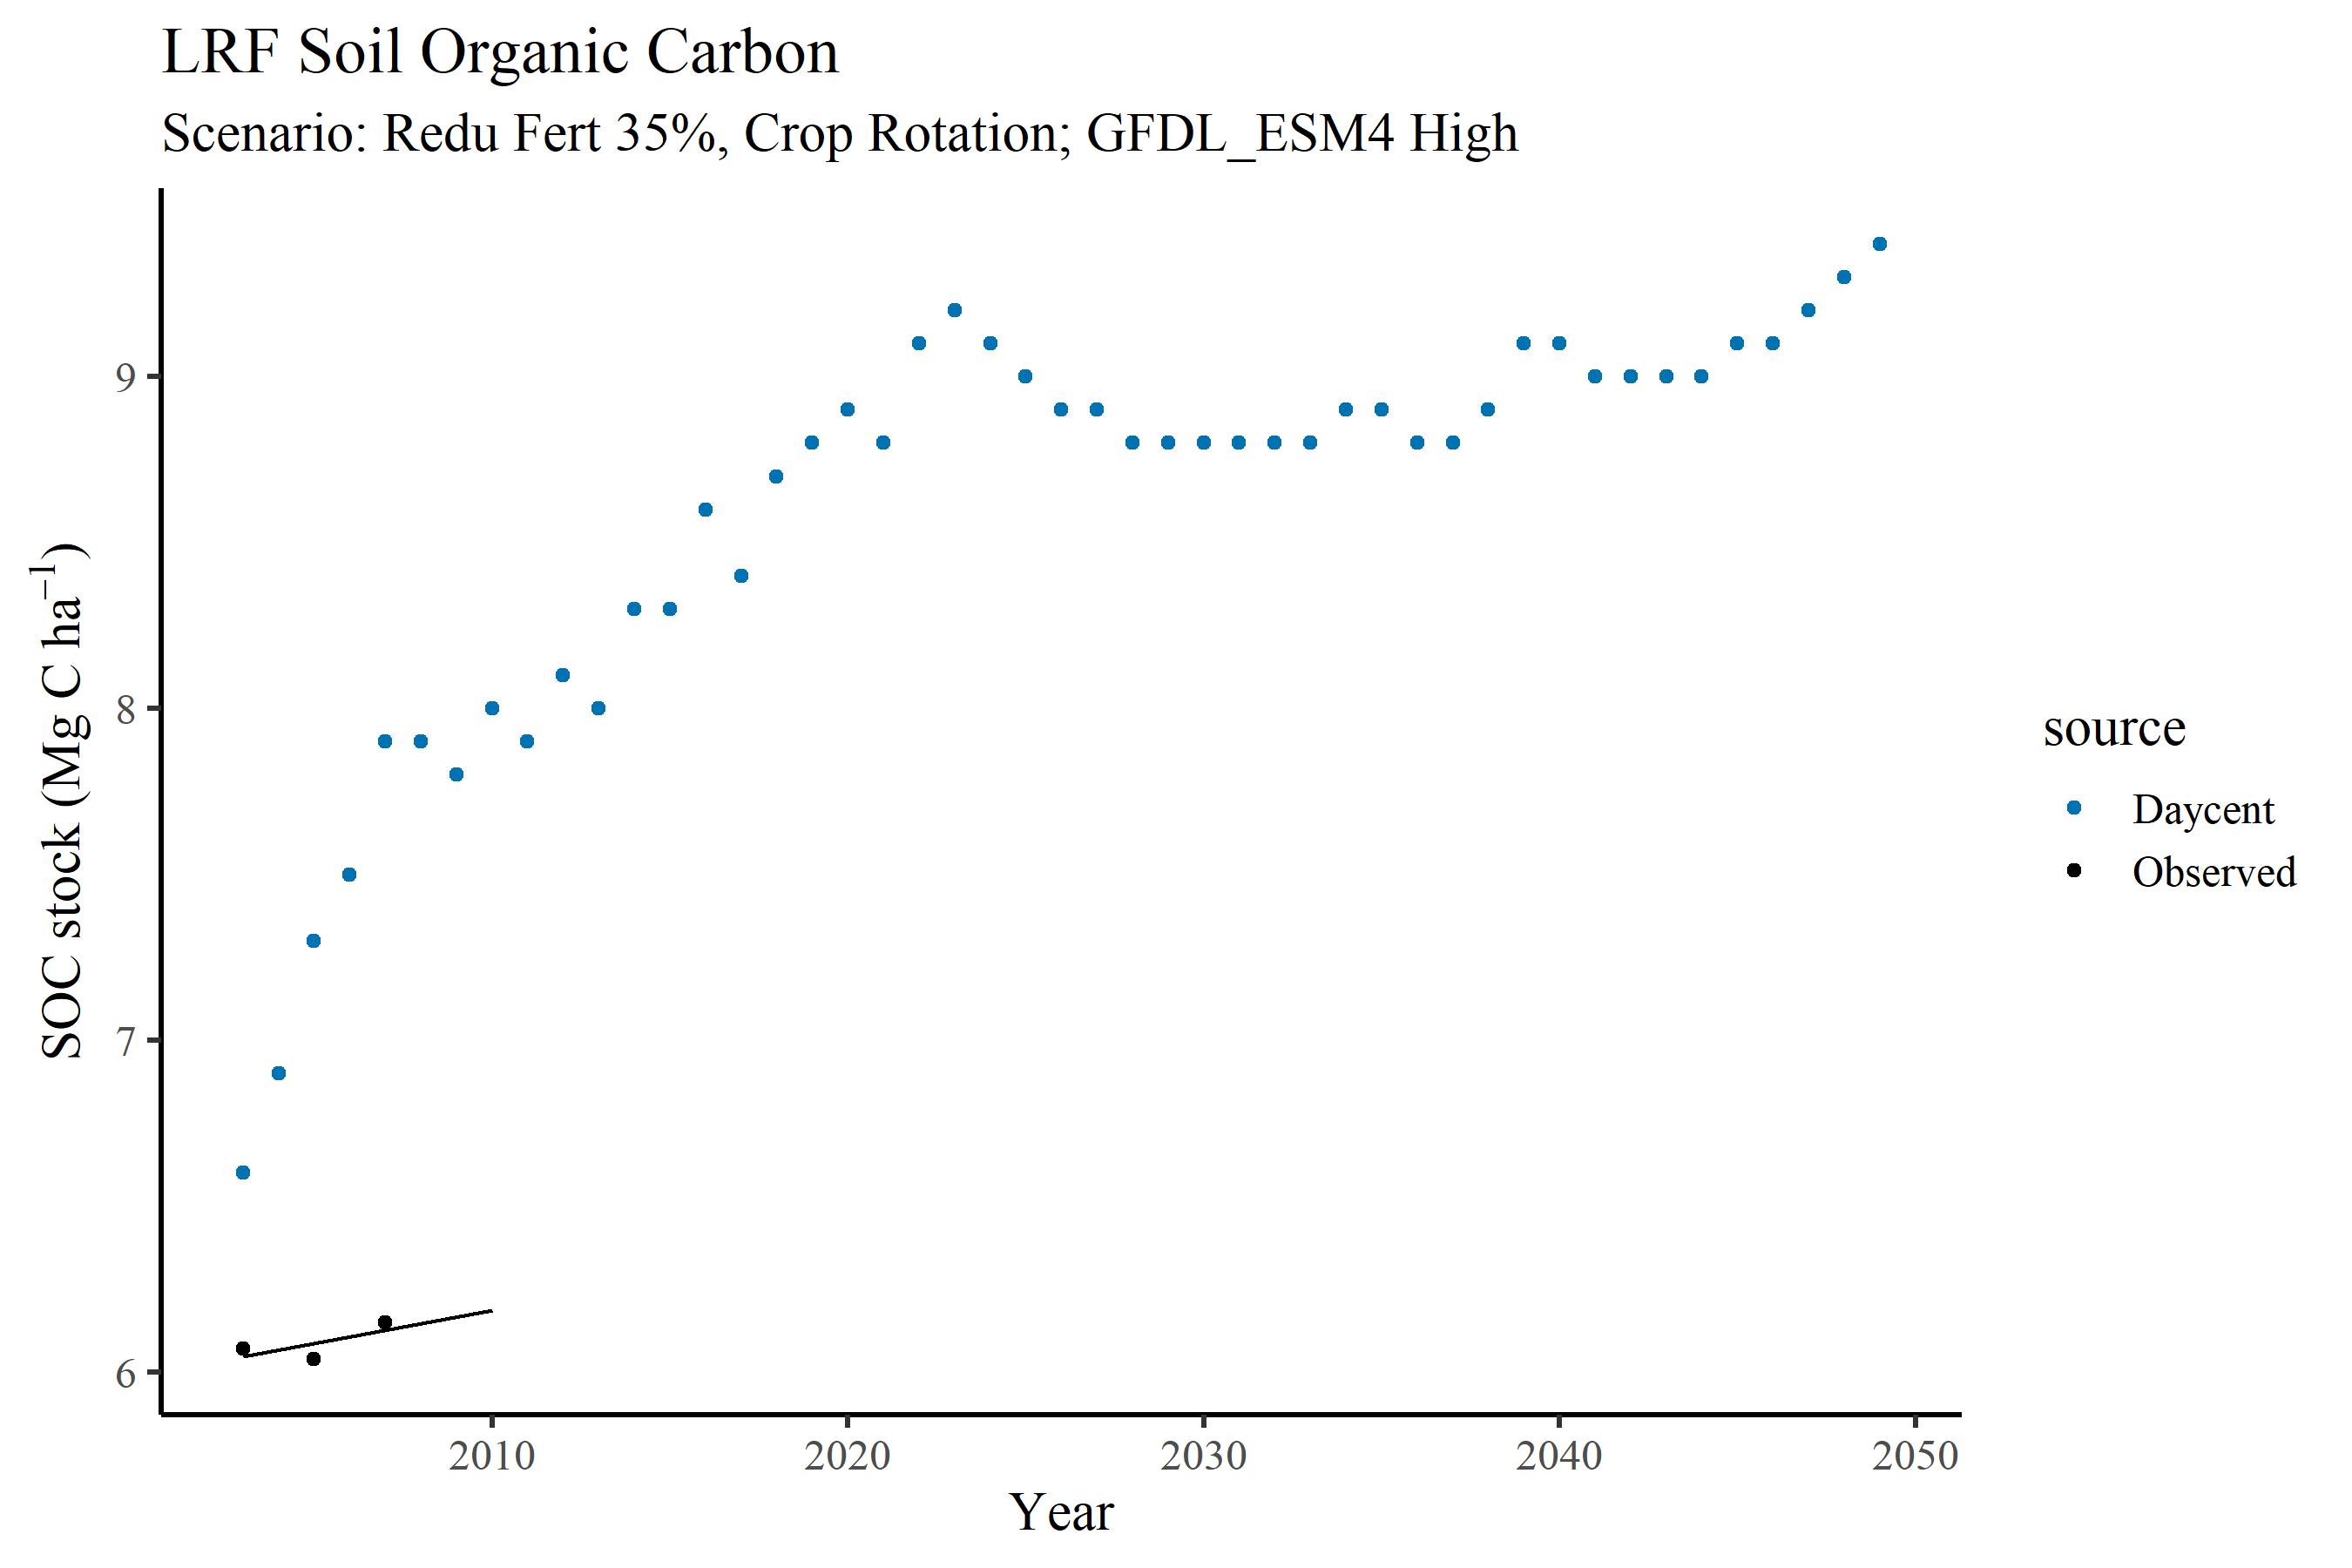 LRF Soil Organic Carbon
Scenario: Redu Fert 35%, Crop Rotation; GFDL_ESM4 High
SOC stock (Mg C ha⁻¹)
9
8
7
6
2010 2020 2030 2040 2050
Year
source
Daycent
Observed